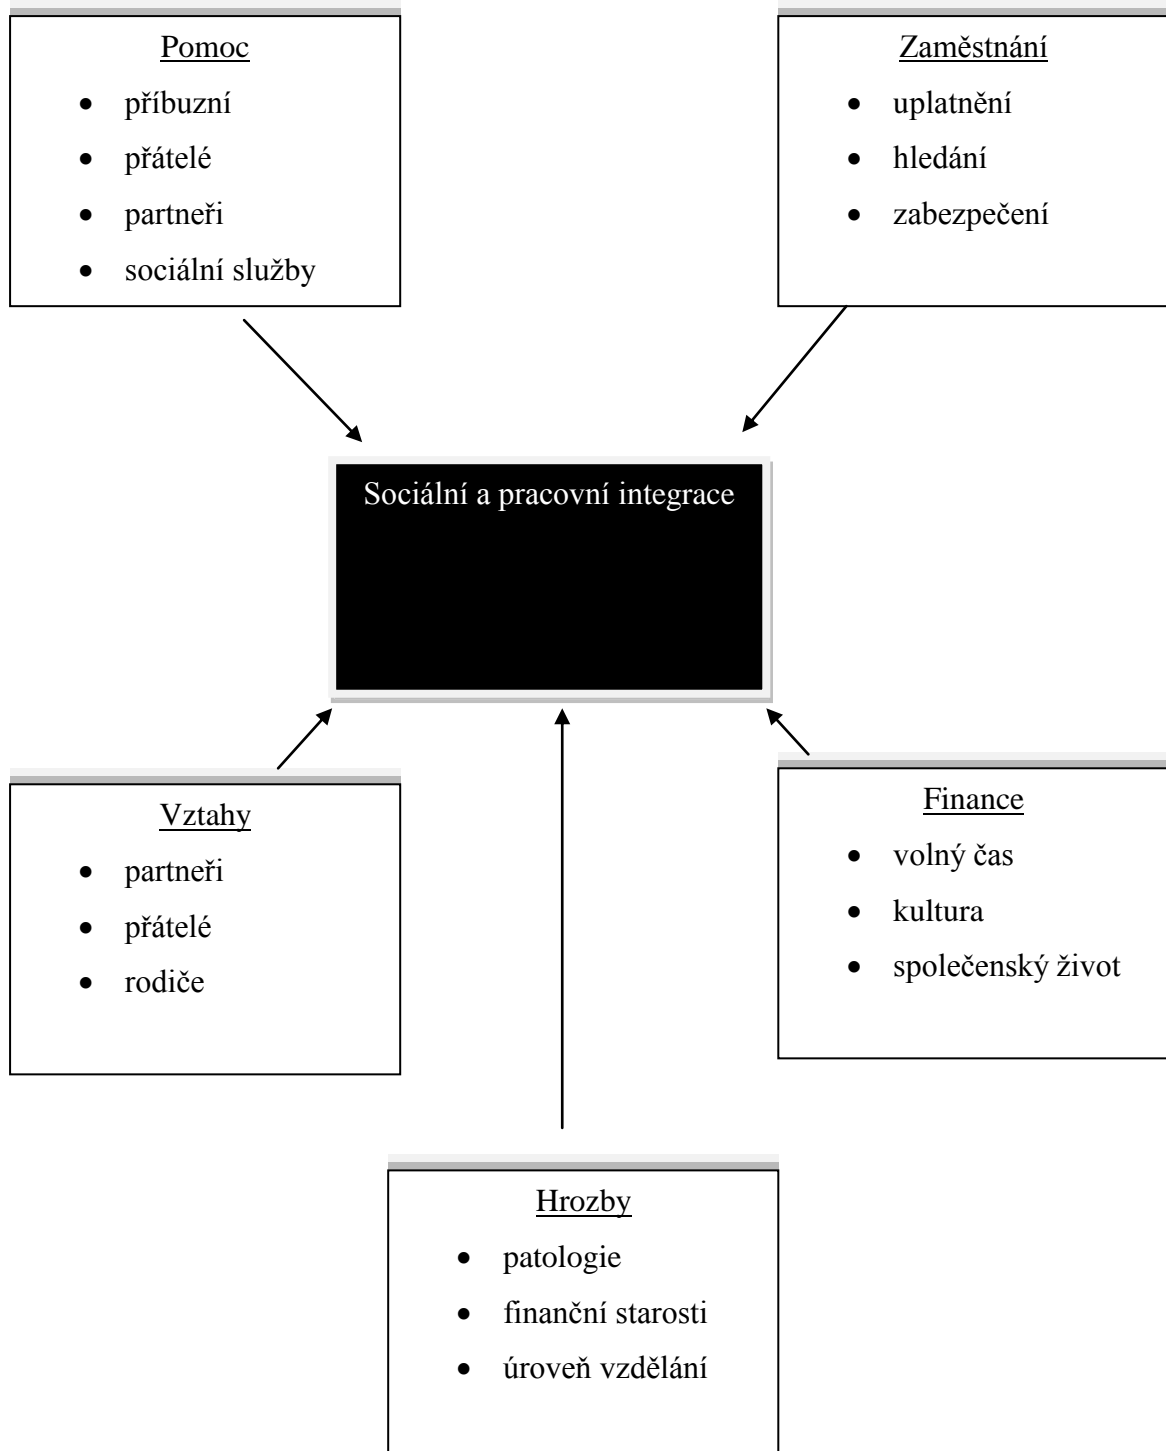 Pomoc
příbuzní
přátelé
partneři
sociální služby
Zaměstnání
uplatnění
hledání
zabezpečení
Sociální a pracovní integrace
Vztahy
partneři
přátelé
rodiče
Finance
volný čas
kultura
společenský život
Hrozby
patologie
finanční starosti
úroveň vzdělání